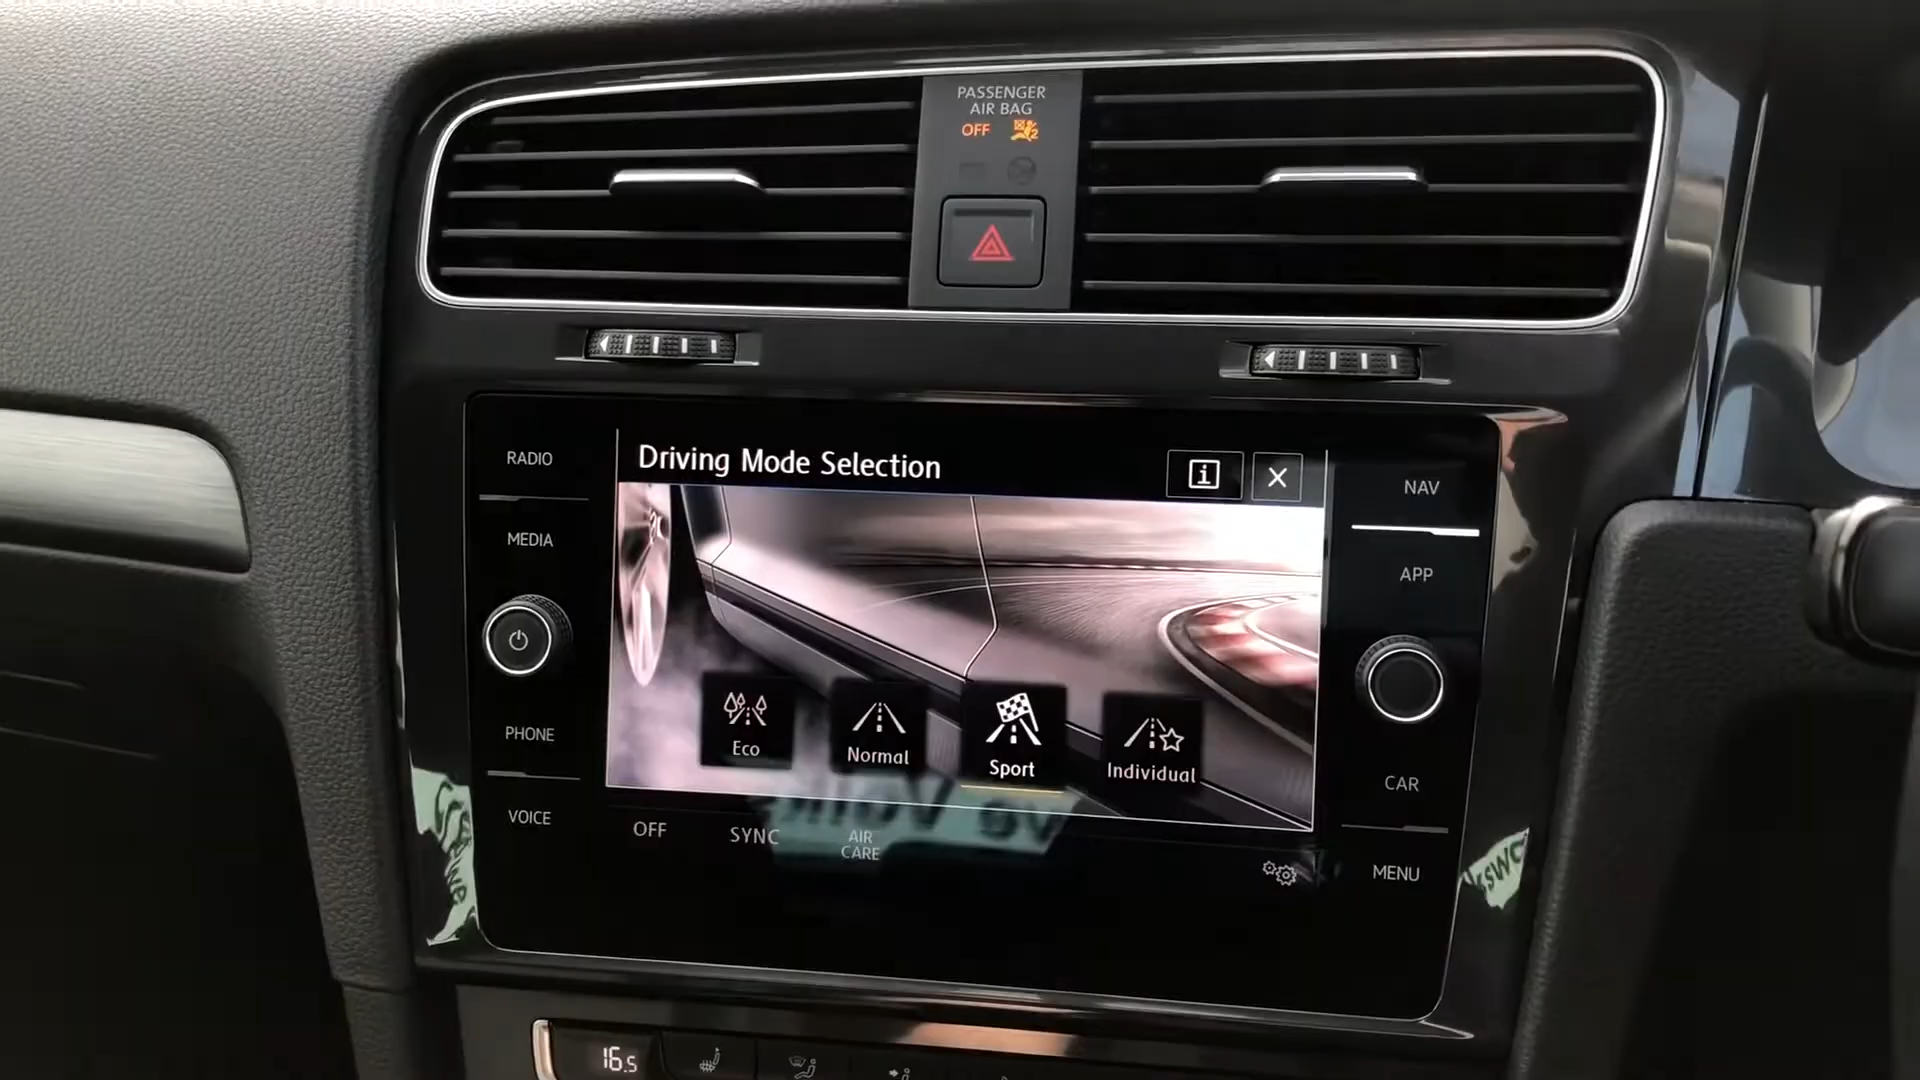 PASSENGER
AIR BAG
OFF
RADIO
Driving Mode Selection
i
NAV
MEDIA
APP
PHONE
Eco
Normal
Sport
Individual
CAR
VOICE
OFF
SYNC
AIR
CARE
MENU
16.5